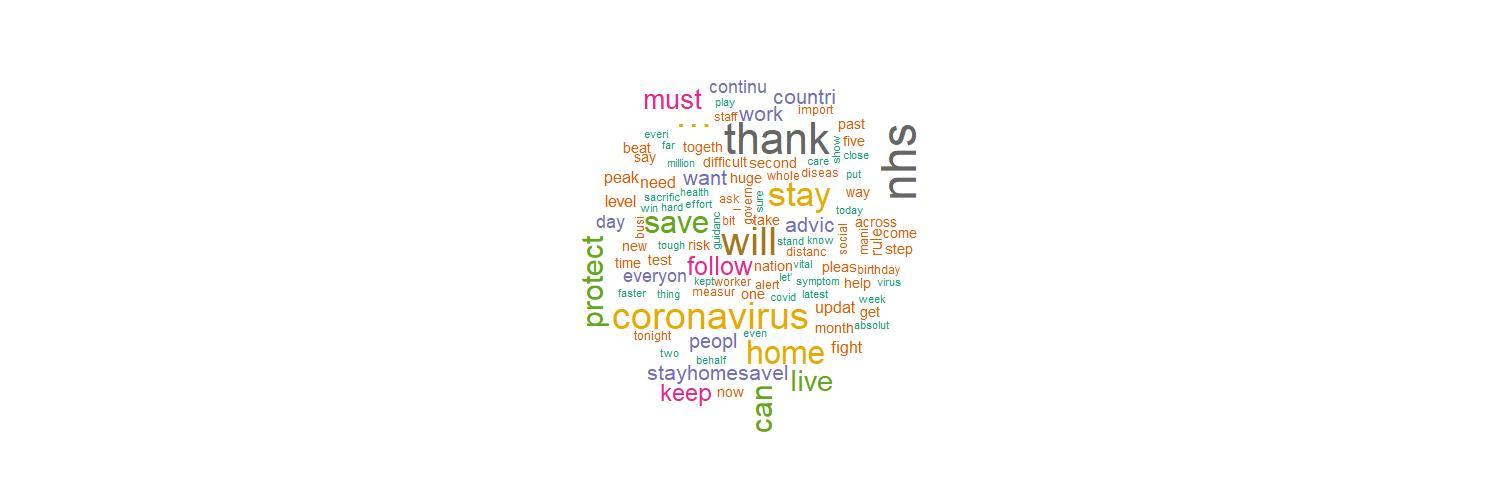 continu
must
play
countri
staff
work
import
...
thank
past
nhs
everi
far
togeth
show
five
beat
say
million
difficult
second
care
close
peak
need
want
huge
whole
diseas
put
sacrific
health
ask
govern
sure
stay
way
level
win
hard
effort
today
day
busi
save
guidanc
bit
take
advic
social
across
mani
rule
come
new
tough
risk
will
stand
know
distanc
step
time
test
follow
nation
vital
pleas
birthday
protect
everyon
kept
worker
alert
let'
symptom
help
virus
faster
thing
measur
one
covid
latest
week
coronavirus
updat
get
month
absolut
tonight
peopl
even
two
behalf
home
fight
stayhomesavel
live
keep
now
can